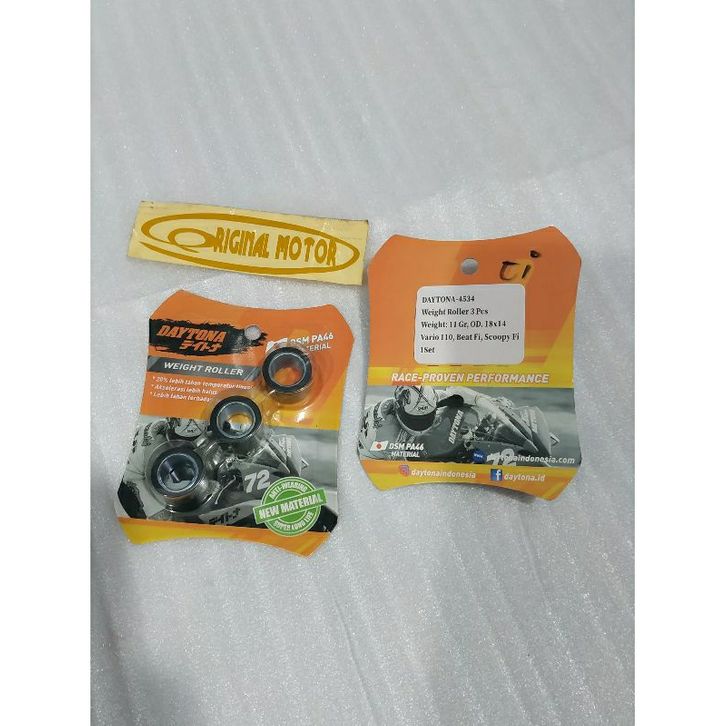 ORIGINAL MOTOR
DAYTONA
デイトナ
DSM PA46
MATERIAL
WEIGHT ROLLER
* 20% lebih tahan temperatur tinggi
* Akselerasi lebih halus
* Lebih tahan terhadap
72
ANTI-WEARING
NEW MATERIAL
SUPER LONG LIFE
DAYTONA-4534
Weight Roller 3 Pcs
Weight: 11 Gr, OD. 18x14
Vario 110, Beat Fi, Scoopy Fi
1Set
RACE-PROVEN PERFORMANCE
DAYTONA
DSM PA46
MATERIAL
72
daytonaindonesia
daytona.id